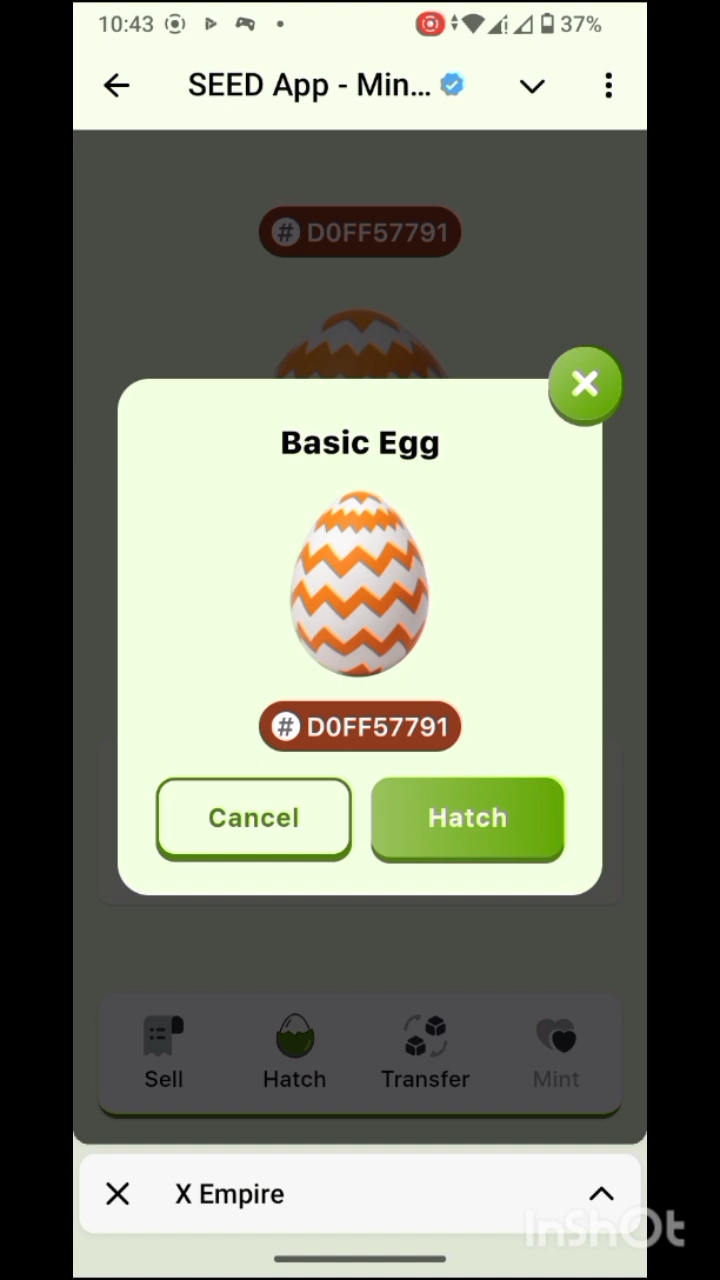 10:43
37%
SEED App - Min...
# D0FF57791
Basic Egg
# D0FF57791
Cancel
Hatch
Sell
Hatch
Transfer
Mint
X Empire
InShOt